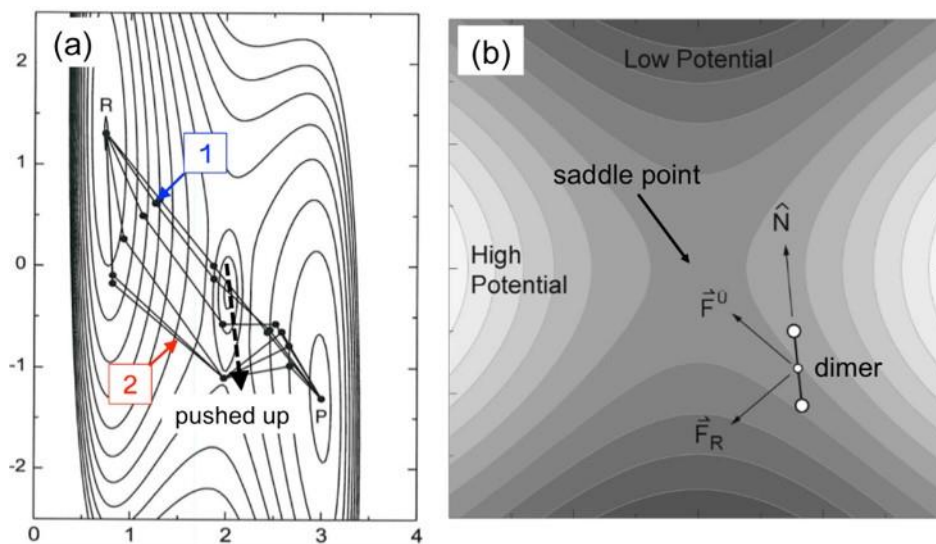 (a)
2
1
0
-1
-2
0
1
2
3
4
R
1
2
pushed up
P
(b)
Low Potential
saddle point
High
Potential
N̂
F⃗Ü
dimer
F⃗R